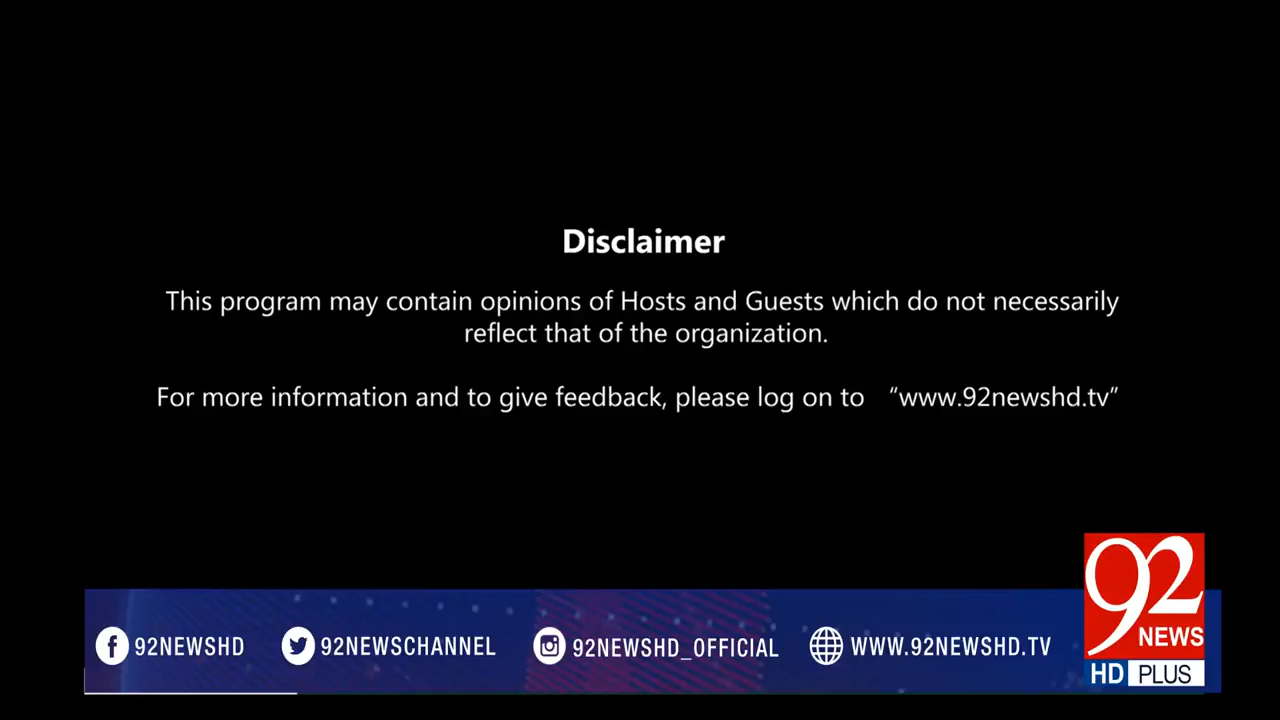 Disclaimer
This program may contain opinions of Hosts and Guests which do not necessarily
reflect that of the organization.
For more information and to give feedback, please log on to “www.92newshd.tv”
92NEWSHD 92NEWSCHANNEL 92NEWSHD_OFFICIAL WWW.92NEWSHD.TV
92
NEWS
HD PLUS